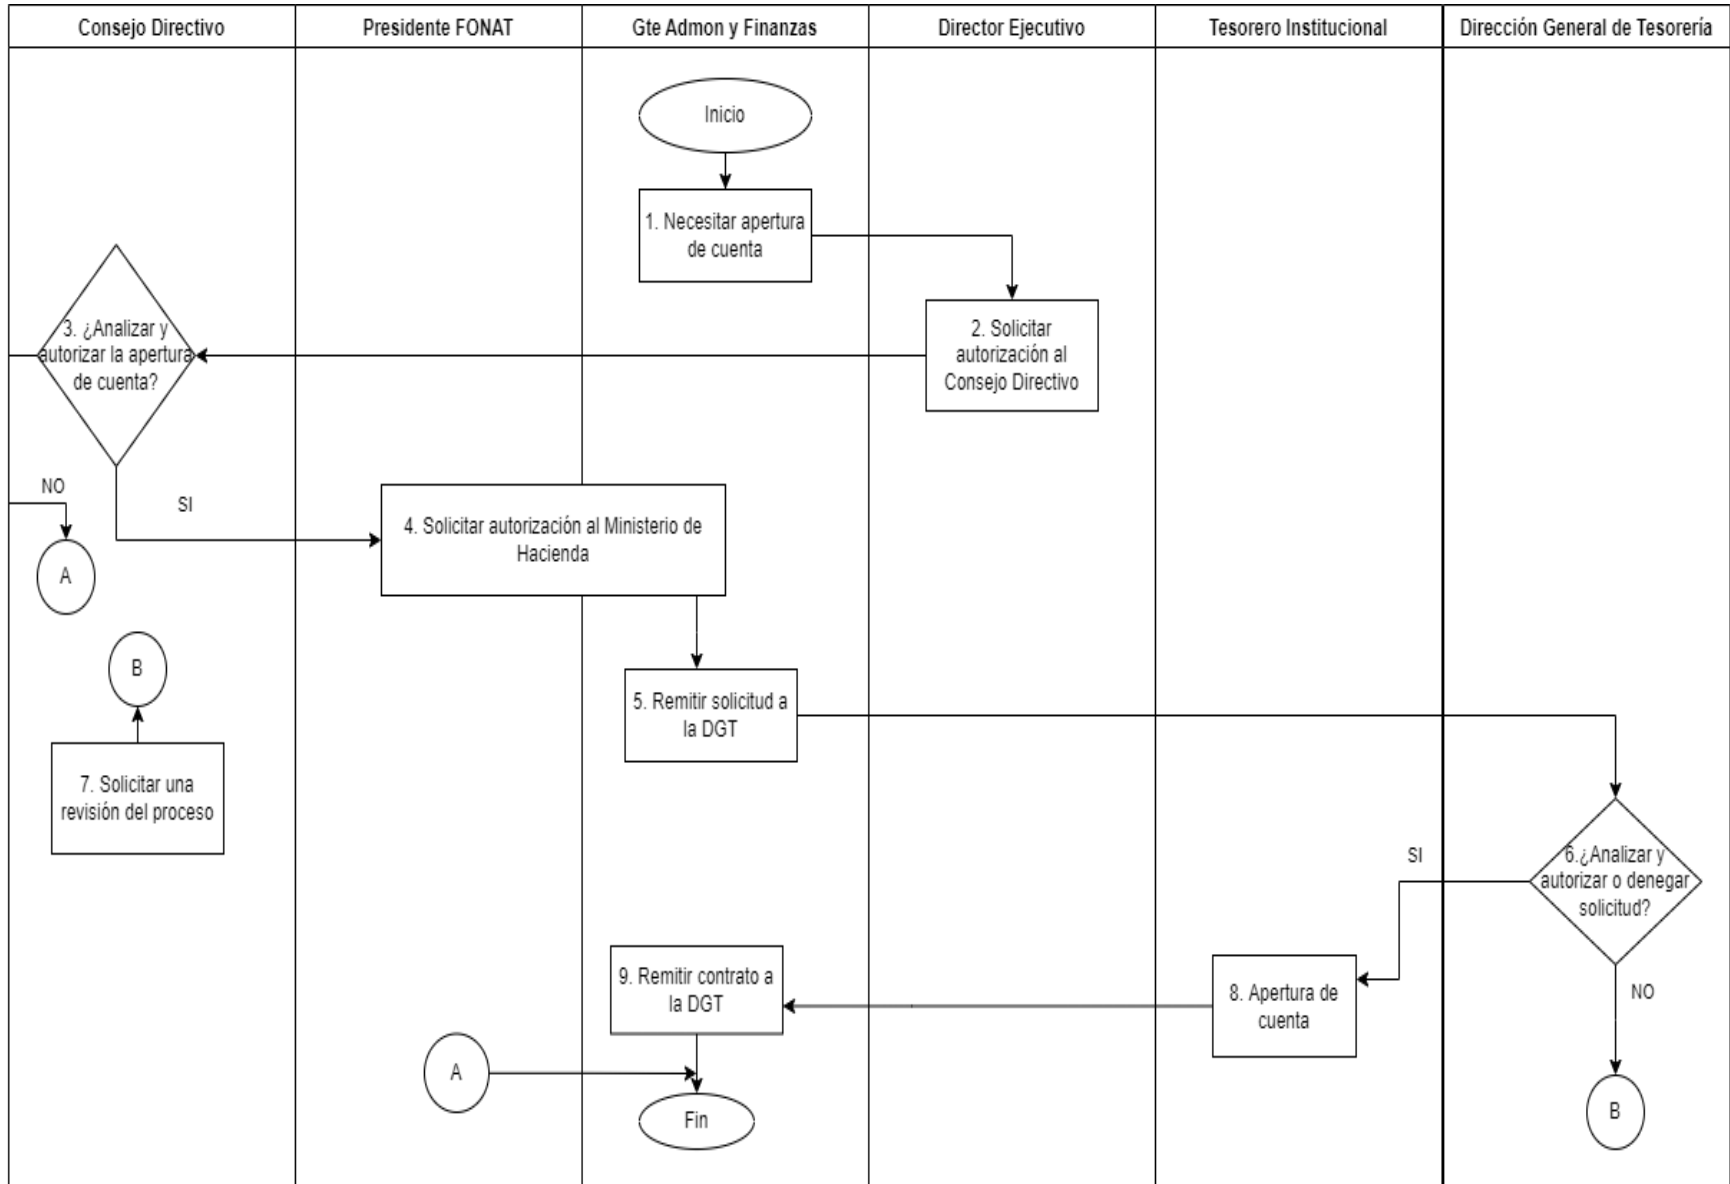 Consejo Directivo
Presidente FONAT
Gte Admon y Finanzas
Director Ejecutivo
Tesorero Institucional
Dirección General de Tesorería
Inicio
1. Necesitar apertura
de cuenta
2. Solicitar
autorización al
Consejo Directivo
3. ¿Analizar y
autorizar la apertura
de cuenta?
NO
SI
A
4. Solicitar autorización al Ministerio de
Hacienda
B
5. Remitir solicitud a
la DGT
7. Solicitar una
revisión del proceso
SI
6.¿Analizar y
autorizar o denegar
solicitud?
NO
9. Remitir contrato a
la DGT
8. Apertura de
cuenta
A
Fin
B